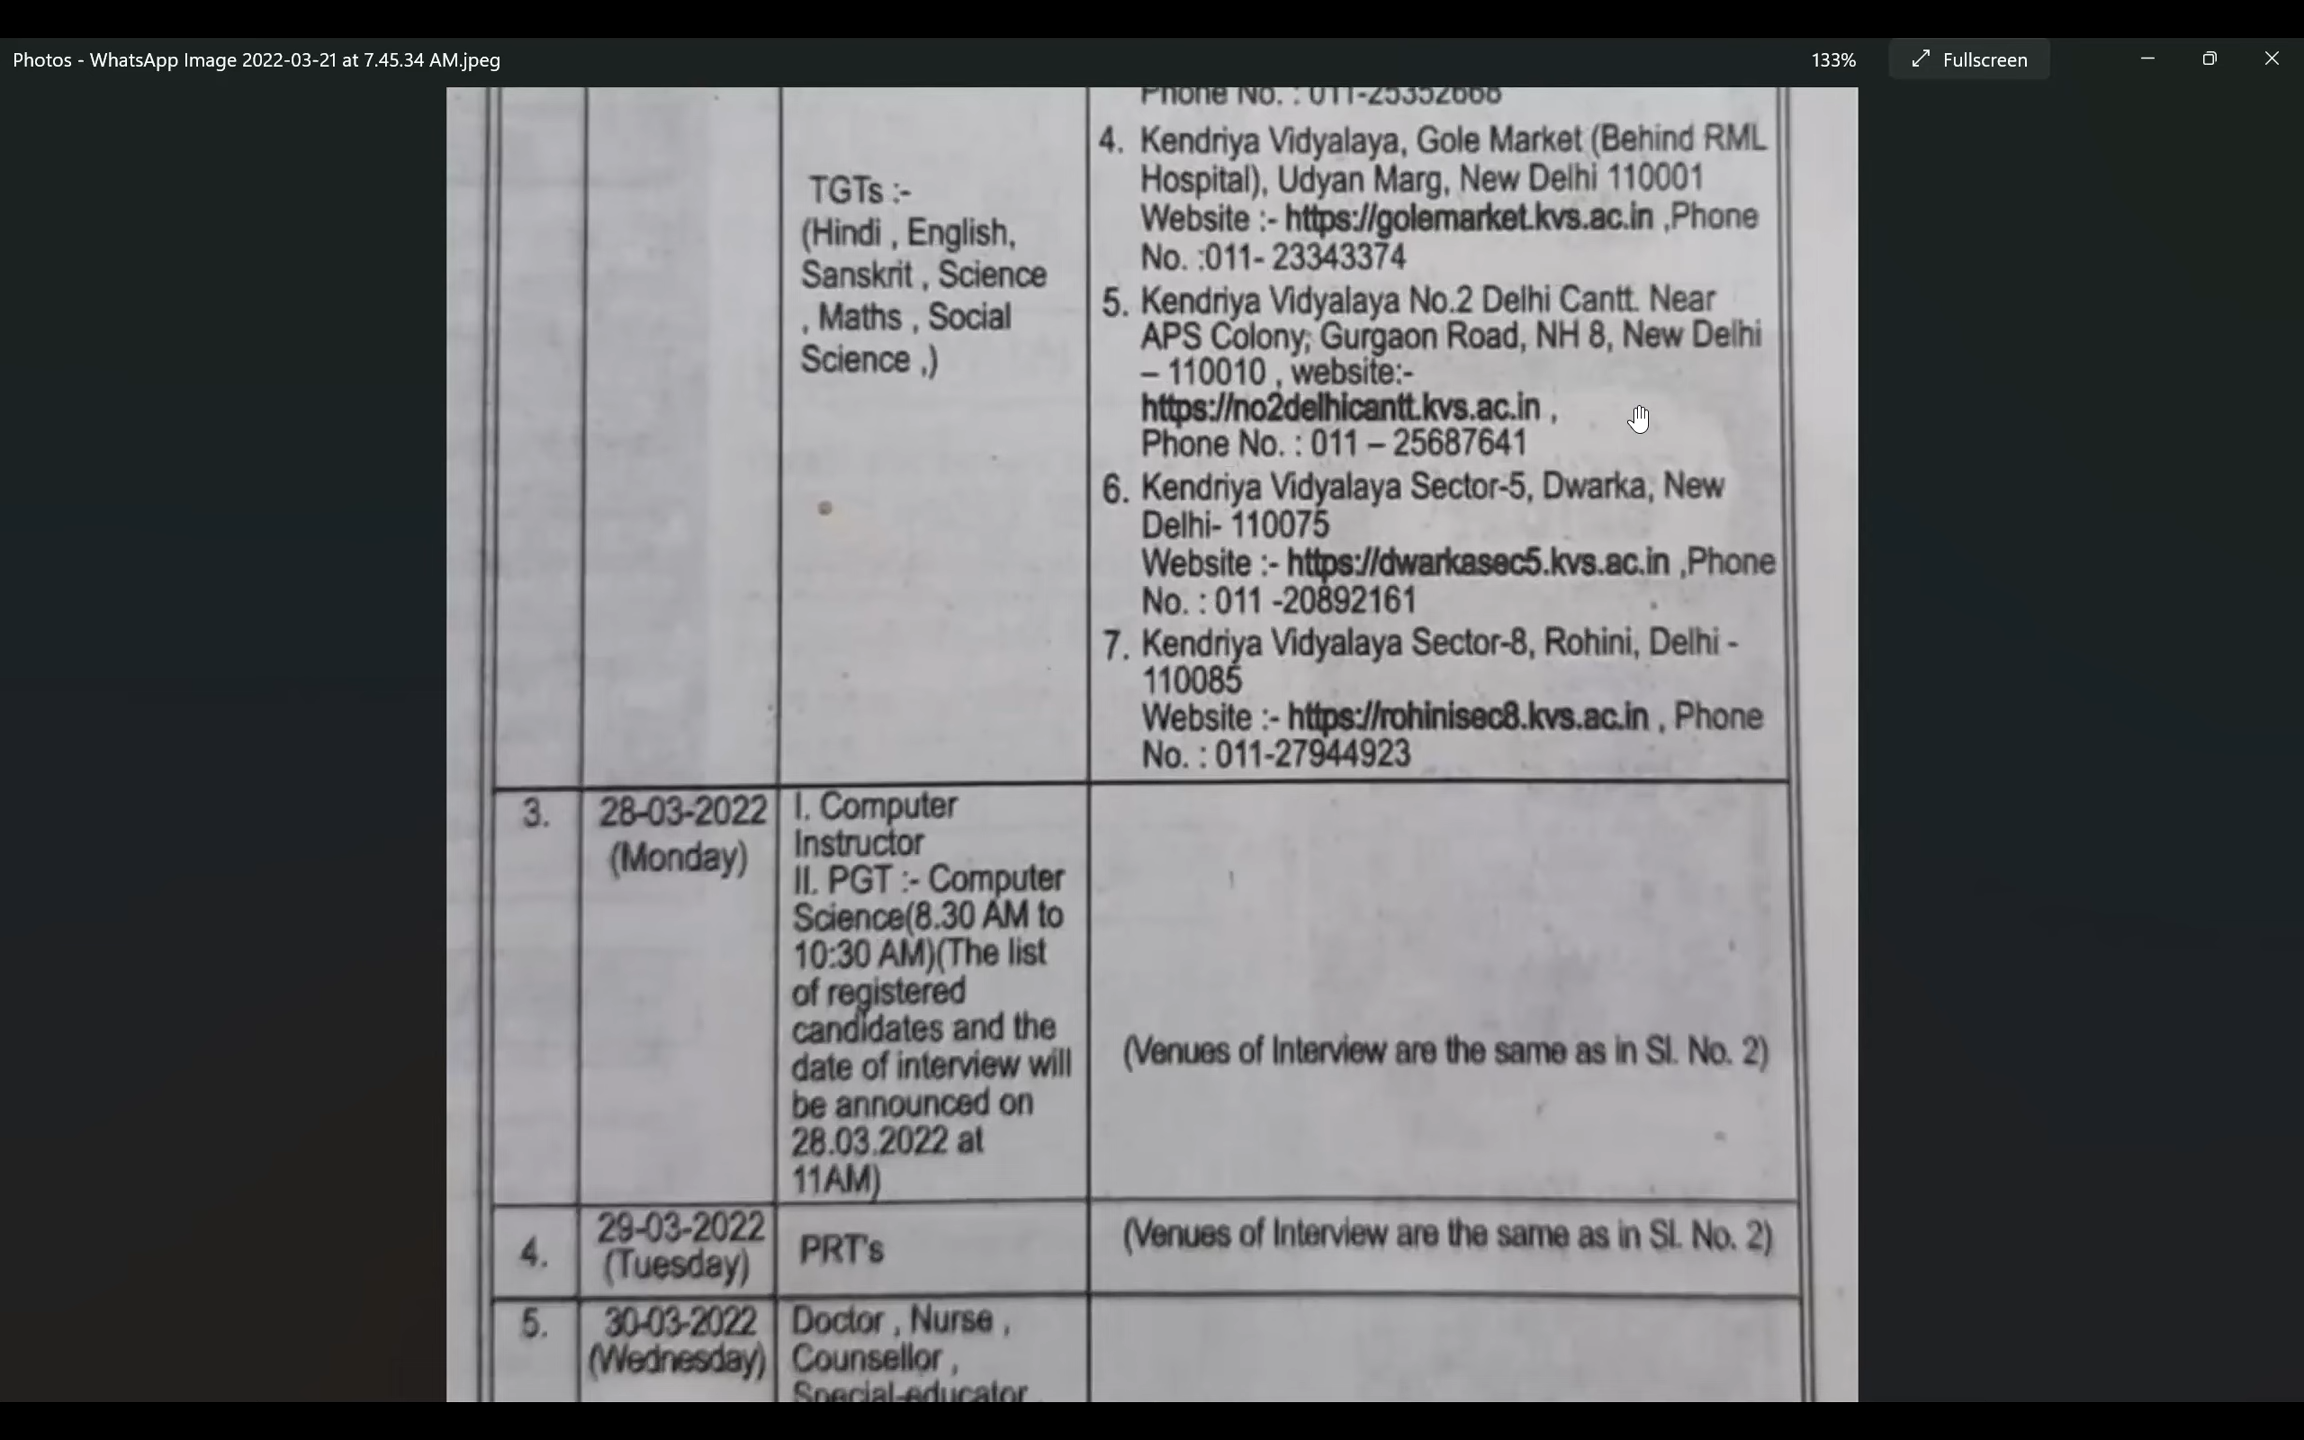 Photos - WhatsApp Image 2022-03-21 at 7.45.34 AM.jpeg
133%
Fullscreen
TGTs :-
(Hindi , English,
Sanskrit , Science
, Maths , Social
Science ,)
Phone No. : 011-25352668
4. Kendriya Vidyalaya, Gole Market (Behind RML
Hospital), Udyan Marg, New Delhi 110001
Website :- https://golemarket.kvs.ac.in ,Phone
No. :011- 23343374
5. Kendriya Vidyalaya No.2 Delhi Cantt. Near
APS Colony, Gurgaon Road, NH 8, New Delhi
– 110010 , website:-
https://no2delhicantt.kvs.ac.in ,
Phone No. : 011 – 25687641
6. Kendriya Vidyalaya Sector-5, Dwarka, New
Delhi- 110075
Website :- https://dwarkasec5.kvs.ac.in ,Phone
No. : 011 -20892161
7. Kendriya Vidyalaya Sector-8, Rohini, Delhi -
110085
Website :- https://rohinisec8.kvs.ac.in , Phone
No. : 011-27944923
3.
28-03-2022
(Monday)
I. Computer
Instructor
II. PGT :- Computer
Science(8.30 AM to
10:30 AM)(The list
of registered
candidates and the
date of interview will
be announced on
28.03.2022 at
11AM)
(Venues of Interview are the same as in Sl. No. 2)
4.
29-03-2022
(Tuesday)
PRT's
(Venues of Interview are the same as in Sl. No. 2)
5.
30-03-2022
(Wednesday)
Doctor , Nurse ,
Counsellor ,
Special-educator